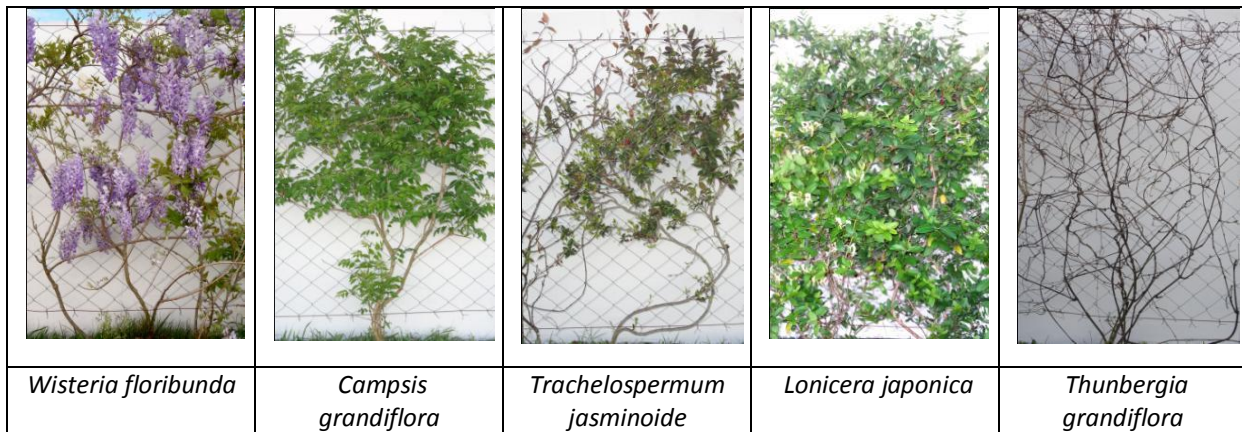 Wisteria floribunda
Campsis
grandiflora
Trachelospermum
jasminoide
Lonicera japonica
Thunbergia
grandiflora